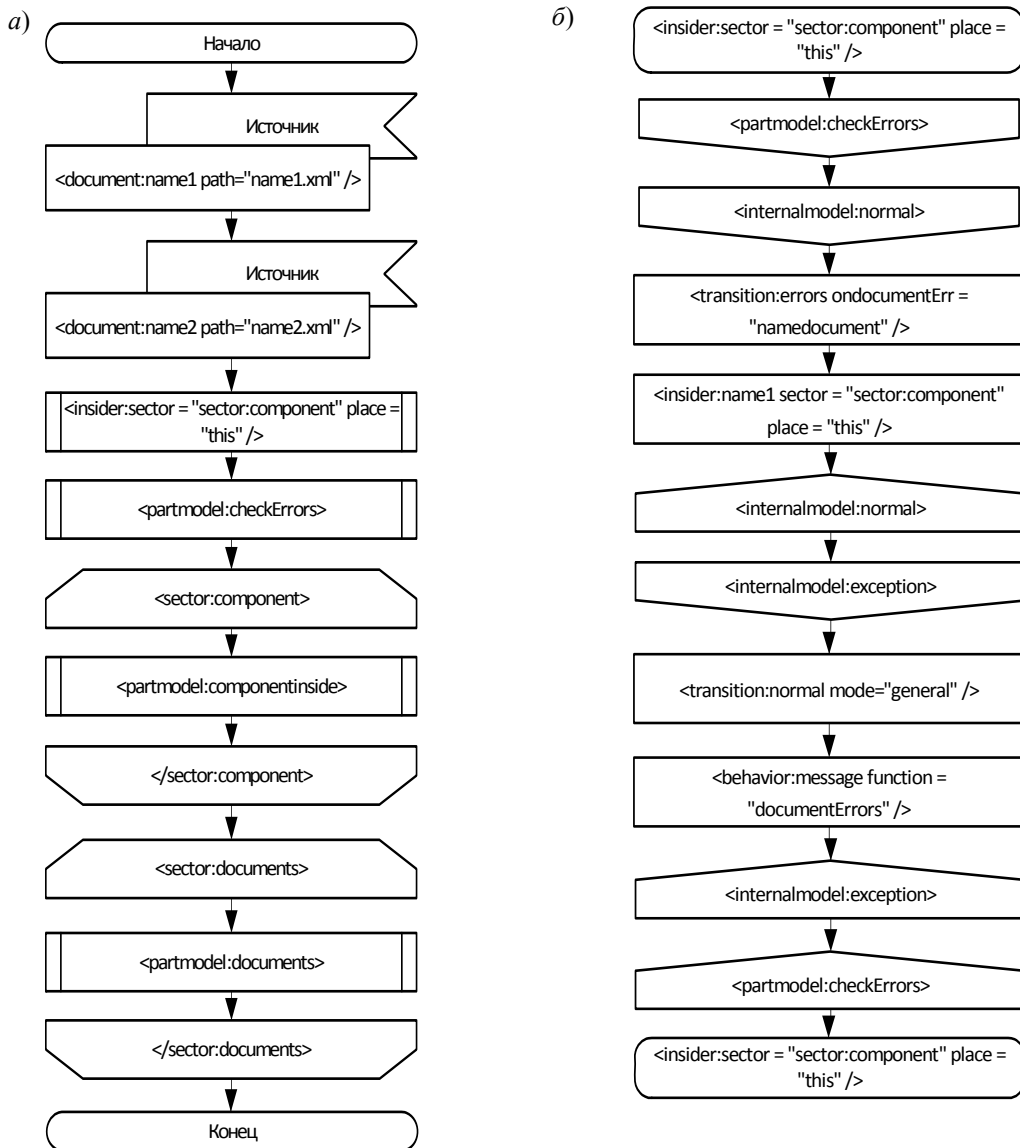 а)
Начало
Источник
<document:name1 path="name1.xml" />
Источник
<document:name2 path="name2.xml" />
<insider:sector = "sector:component" place =
"this" />
<partmodel:checkErrors>
<sector:component>
<partmodel:componentinside>
</sector:component>
<sector:documents>
<partmodel:documents>
</sector:documents>
Конец
б)
<insider:sector = "sector:component" place =
"this" />
<partmodel:checkErrors>
<internalmodel:normal>
<transition:errors ondocumentErr =
"namedocument" />
<insider:name1 sector = "sector:component"
place = "this" />
<internalmodel:normal>
<internalmodel:exception>
<transition:normal mode="general" />
<behavior:message function =
"documentErrors" />
<internalmodel:exception>
<partmodel:checkErrors>
<insider:sector = "sector:component" place =
"this" />